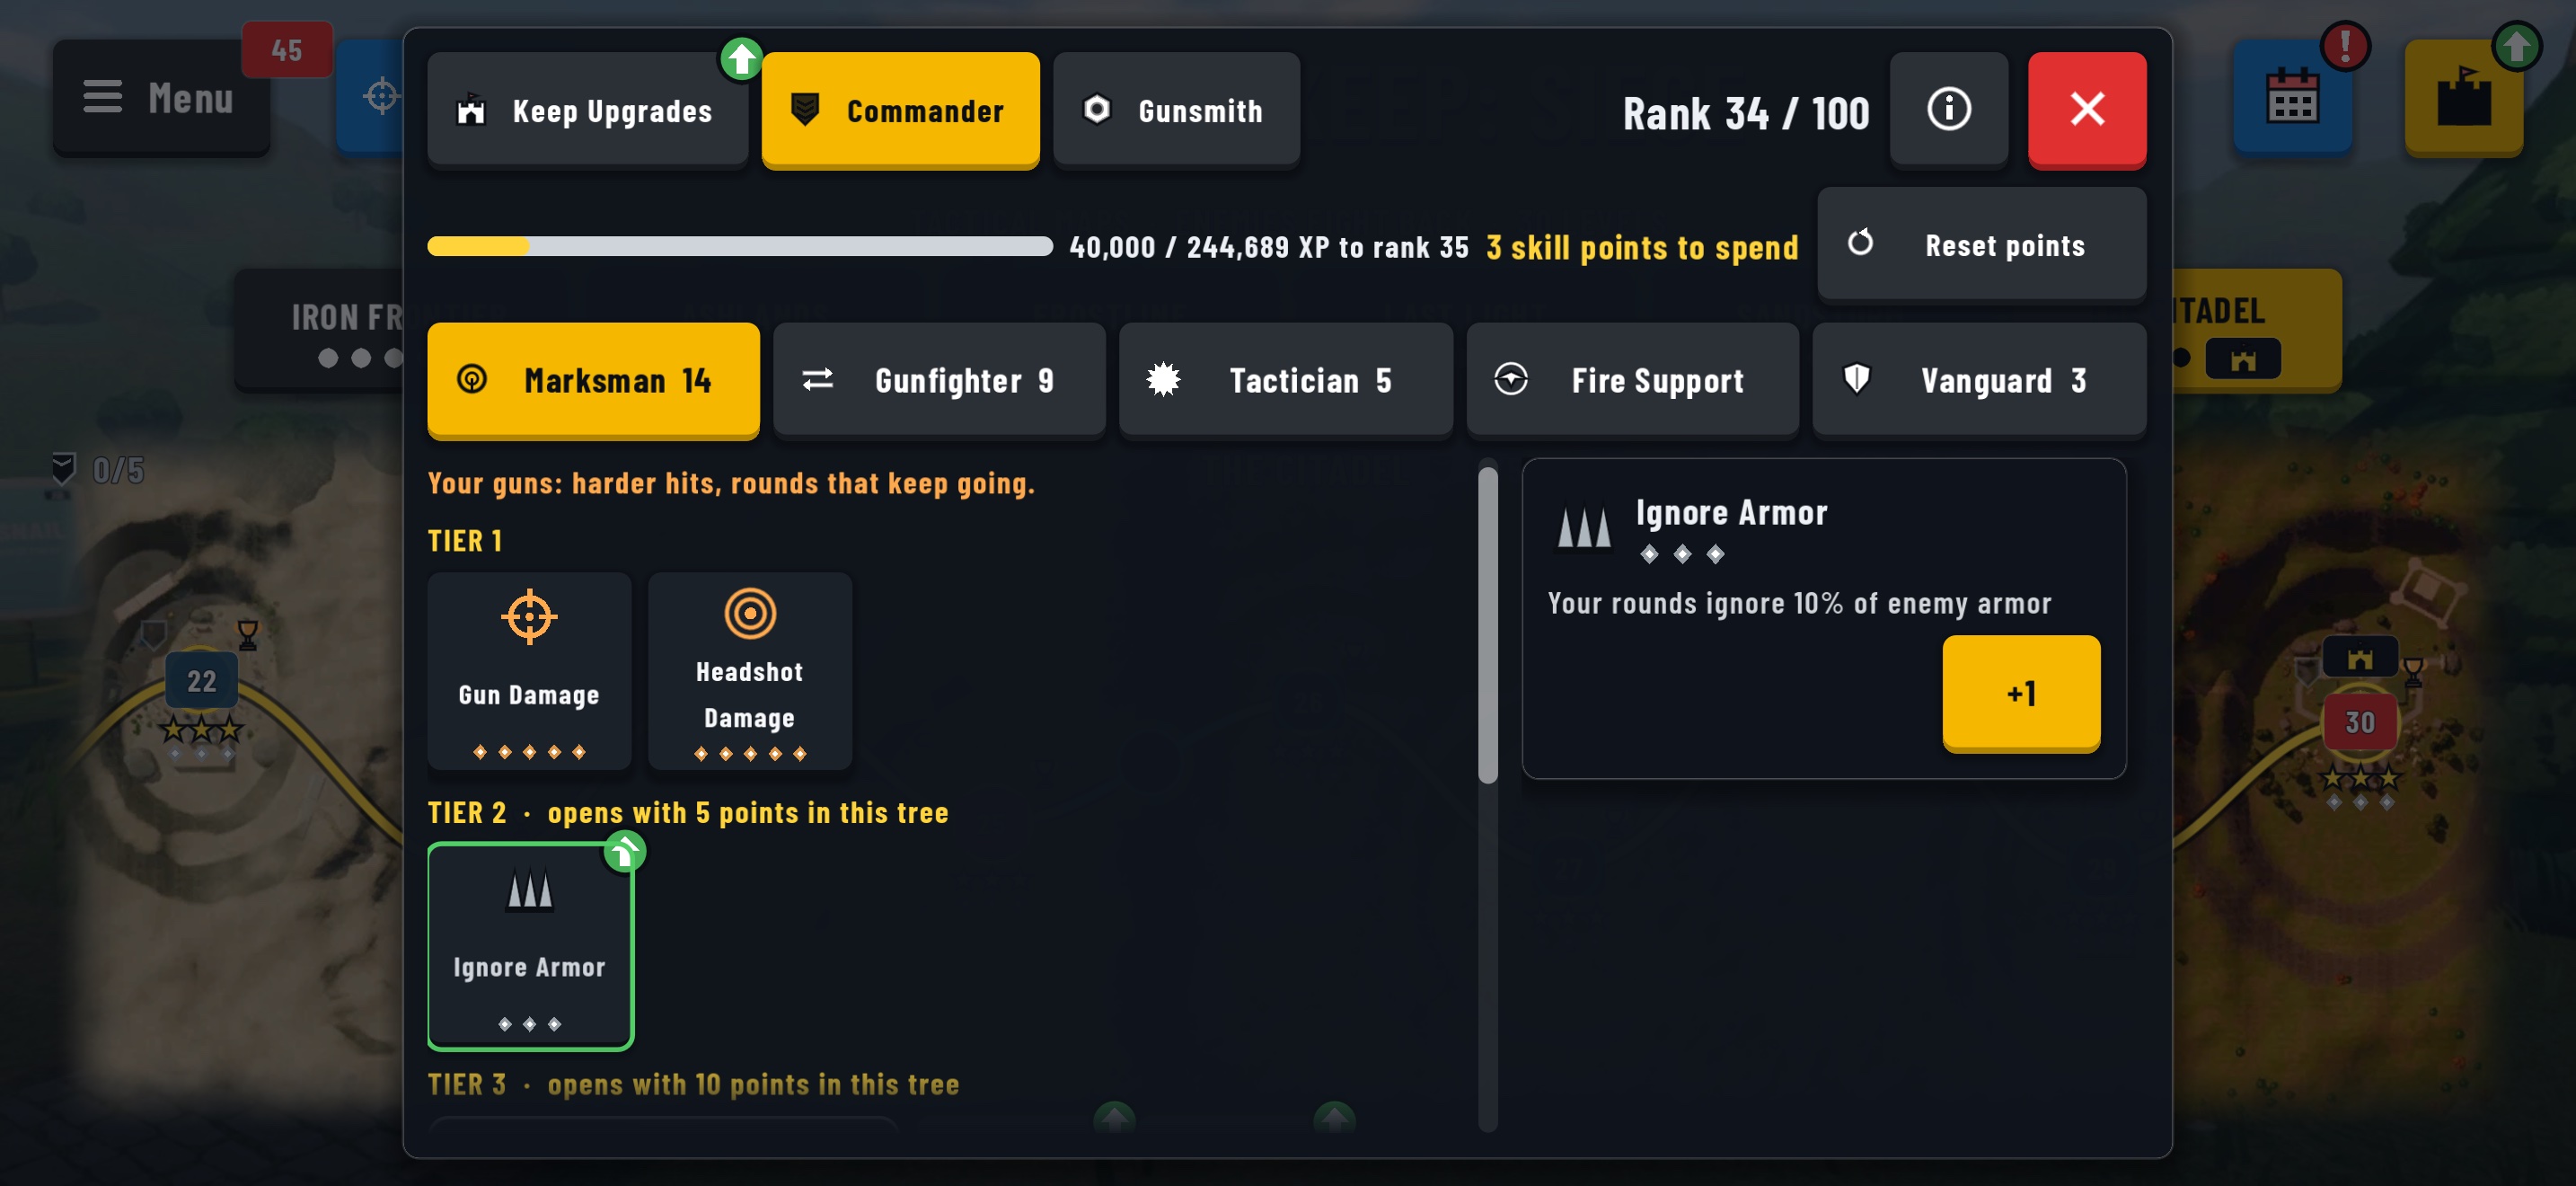 45
Menu
Keep Upgrades
Commander
Gunsmith
Rank 34 / 100
40,000 / 244,689 XP to rank 35
3 skill points to spend
Reset points
IRON FR
TADEL
Marksman 14
Gunfighter 9
Tactician 5
Fire Support
Vanguard 3
0/5
Your guns: harder hits, rounds that keep going.
TIER 1
Gun Damage
Headshot
Damage
TIER 2 · opens with 5 points in this tree
Ignore Armor
TIER 3 · opens with 10 points in this tree
Ignore Armor
Your rounds ignore 10% of enemy armor
+1
22
30